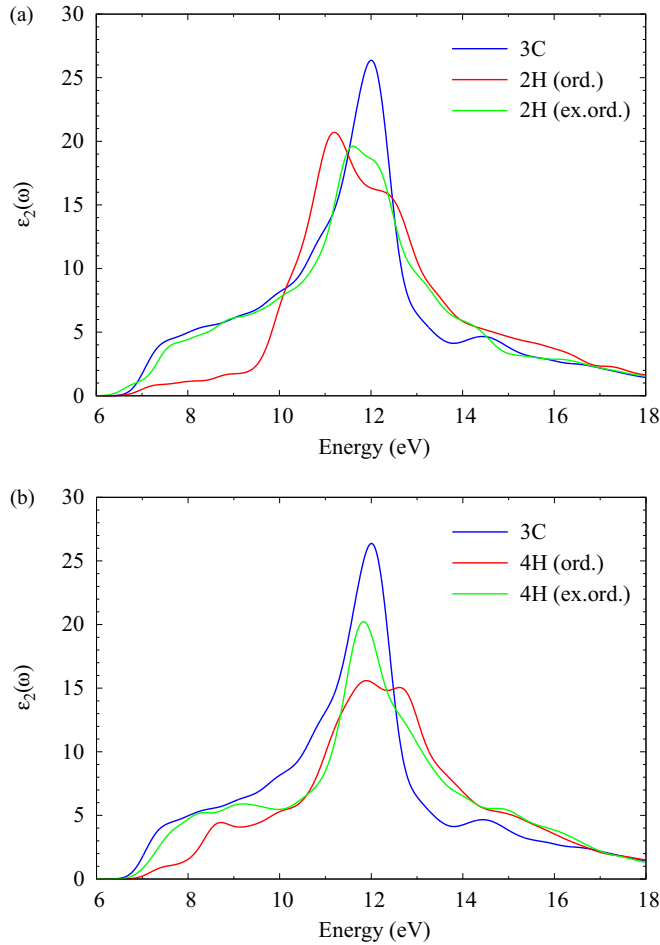 (a)
30
25
20
15
10
5
0
ε2(ω)
3C
2H (ord.)
2H (ex.ord.)
6 8 10 12 14 16 18
Energy (eV)
(b)
30
25
20
15
10
5
0
ε2(ω)
3C
4H (ord.)
4H (ex.ord.)
6 8 10 12 14 16 18
Energy (eV)